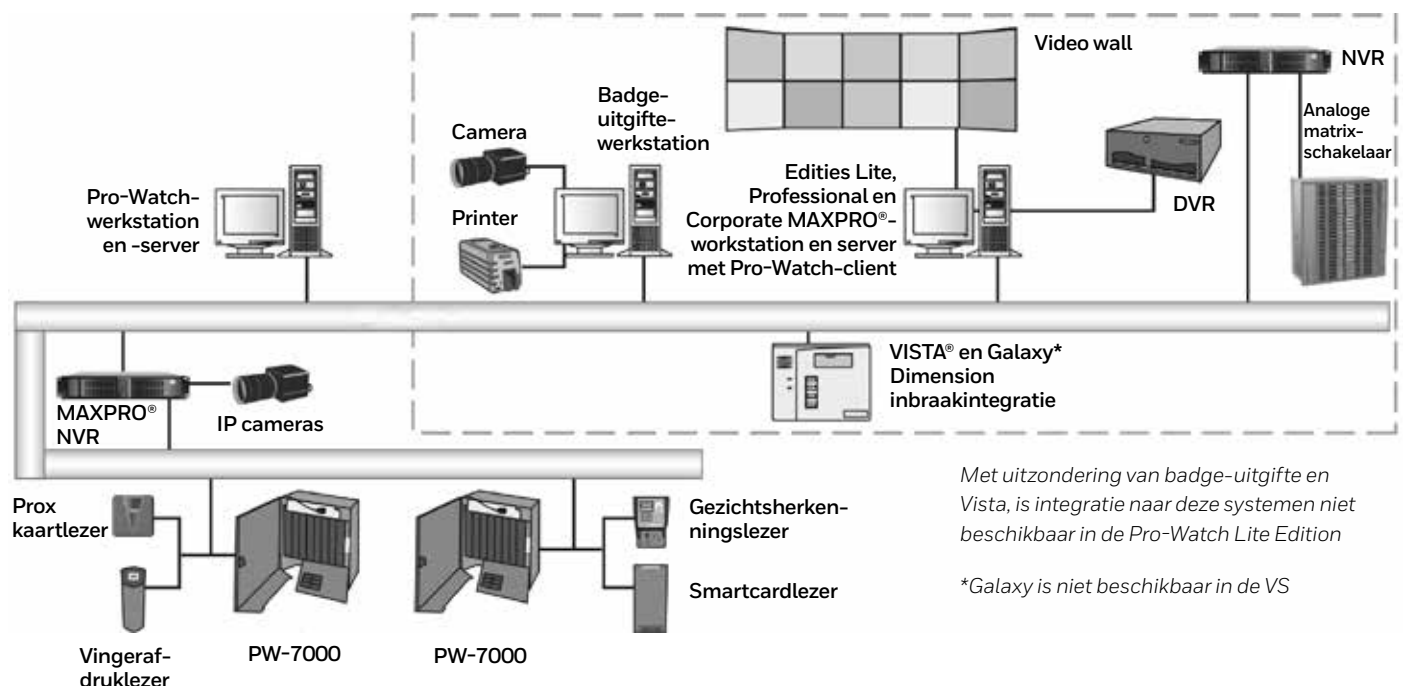 Video wall
NVR
Badge-
uitgifte-
werkstation
Camera
Analoge
matrix-
schakelaar
Pro-Watch-
werkstation
en -server
Printer
Edities Lite,
Professional en
Corporate MAXPRO®-
workstation en server
met Pro-Watch-client
DVR
VISTA® en Galaxy*
Dimension
inbraakintegratie
MAXPRO®
NVR
IP cameras
Prox
kaartlezer
Gezichtsherken-
ningslezer
Met uitzondering van badge-uitgifte en
Vista, is integratie naar deze systemen niet
beschikbaar in de Pro-Watch Lite Edition
*Galaxy is niet beschikbaar in de VS
Smartcardlezer
Vingeraf-
druklezer
PW-7000
PW-7000